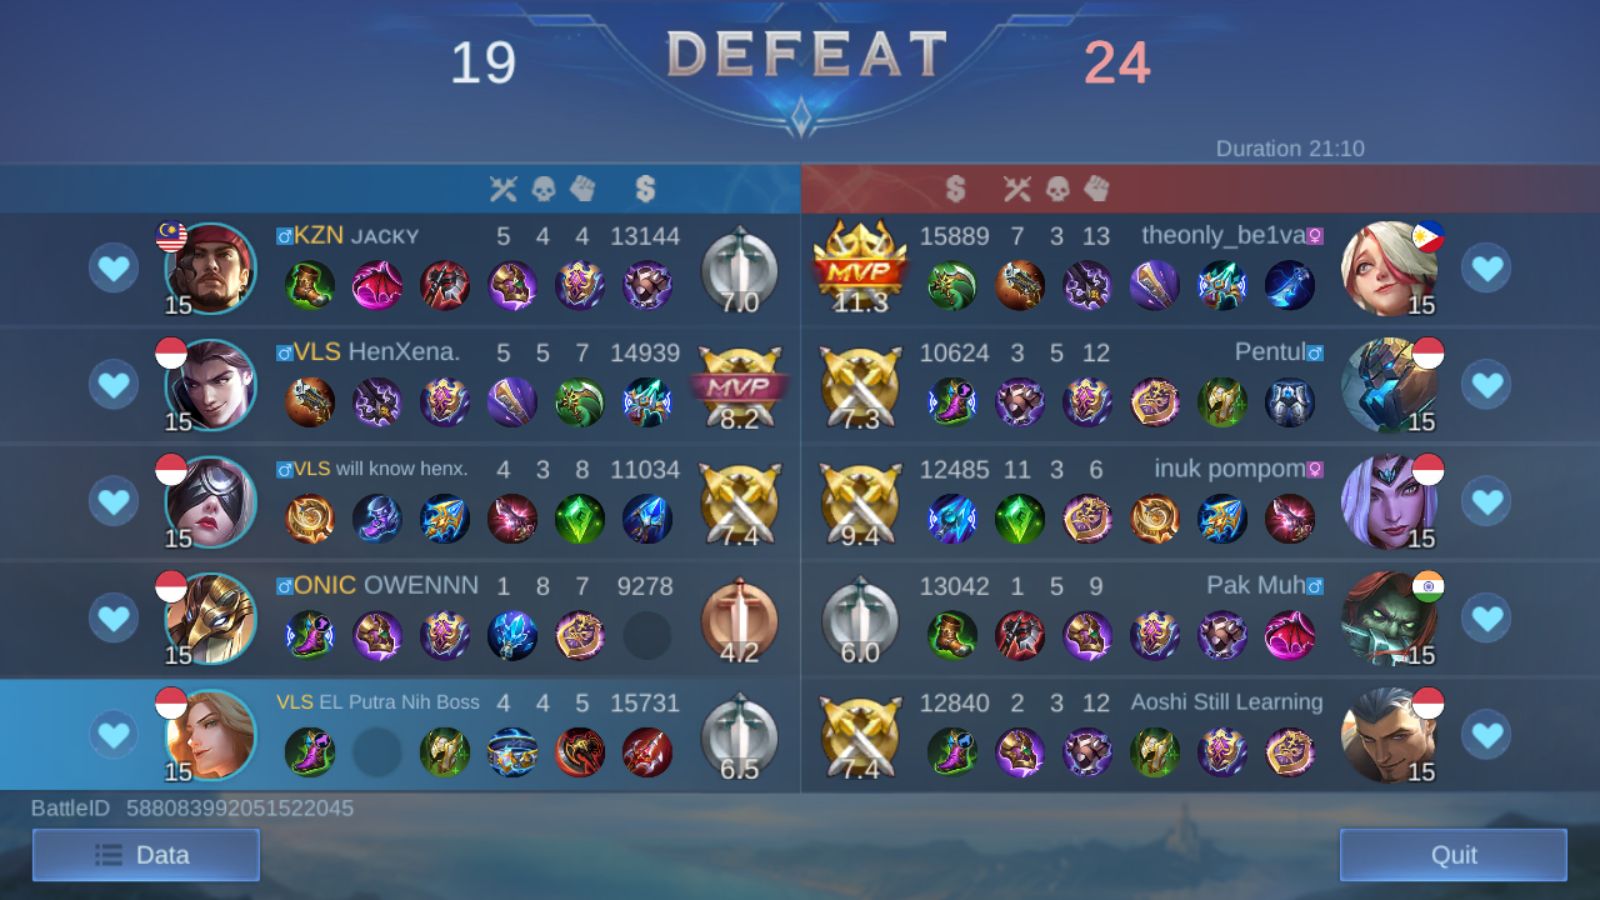 19 DEFEAT 24
Duration 21:10
KZN JACKY 5 4 4 13144
15 7.0
MVP 15889 7 3 13 theonly_be1va
11.3 15
VLS HenXena. 5 5 7 14939
15 MVP 8.2
10624 3 5 12 Pentul
7.3 15
VLS will know henx. 4 3 8 11034
15 7.4
12485 11 3 6 inuk pompom
9.4 15
ONIC OWENNN 1 8 7 9278
15 4.2
13042 1 5 9 Pak Muh
6.0 15
VLS EL Putra Nih Boss 4 4 5 15731
15 6.5
12840 2 3 12 Aoshi Still Learning
7.4 15
BattleID 588083992051522045
Data
Quit